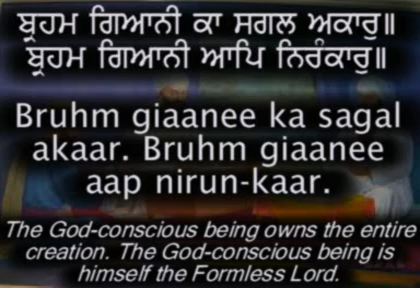 ਬ੍ਰਹਮ ਗਿਆਨੀ ਕਾ ਸਗਲ ਅਕਾਰੁ॥
ਬ੍ਰਹਮ ਗਿਆਨੀ ਆਪਿ ਨਿਰੰਕਾਰੁ॥
Bruhm giaanee ka sagal
akaar. Bruhm giaanee
aap nirun-kaar.
The God-conscious being owns the entire
creation. The God-conscious being is
himself the Formless Lord.